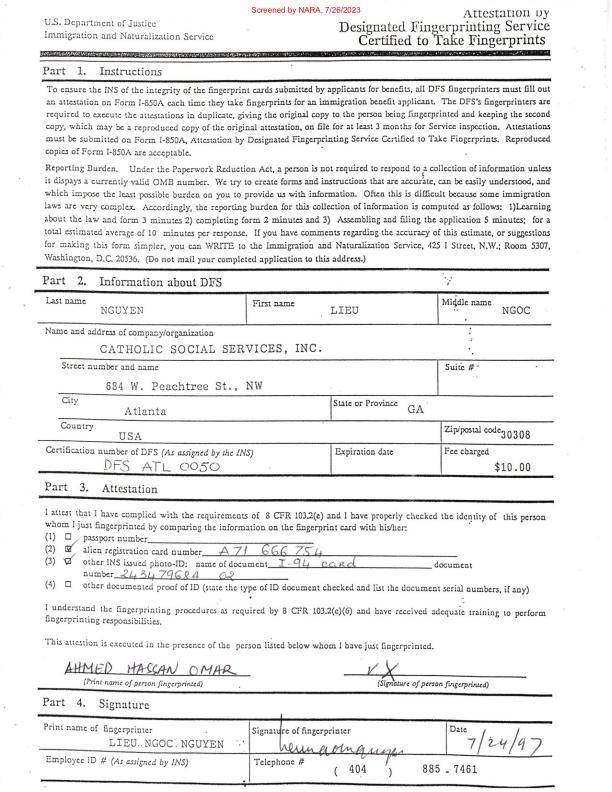 Screened by NARA, 7/26/2023
U.S. Department of Justice
Immigration and Naturalization Service
Attestation by
Designated Fingerprinting Service
Certified to Take Fingerprints
Part 1. Instructions
To ensure the INS of the integrity of the fingerprint cards submitted by applicants for benefits, all DFS fingerprinters must fill out
an attestation on Form I-850A each time they take fingerprints for an immigration benefit applicant. The DFS's fingerprinters are
required to execute the attestations in duplicate, giving the original copy to the person being fingerprinted and keeping the second
copy, which may be a reproduced copy of the original attestation, on file for at least 3 months for Service inspection. Attestations
must be submitted on Form I-850A, Attestation by Designated Fingerprinting Service Certified to Take Fingerprints. Reproduced
copies of Form I-850A are acceptable.
Reporting Burden. Under the Paperwork Reduction Act, a person is not required to respond to a collection of information unless
it dispays a currently valid OMB number. We try to create forms and instructions that are accurate, can be easily understood, and
which impose the least possible burden on you to provide us with information. Often this is difficult because some immigration
laws are very complex. Accordingly, the reporting burden for this collection of information is computed as follows: 1)Learning
about the law and form 3 minutes 2) completing form 2 minutes and 3) Assembling and filing the application 5 minutes; for a
total estimated average of 10 minutes per response. If you have comments regarding the accuracy of this estimate, or suggestions
for making this form simpler, you can WRITE to the Immigration and Naturalization Service, 425 I Street, N.W.; Room 5307,
Washington, D.C. 20536. (Do not mail your completed application to this address.)
Part 2. Information about DFS
Last name First name Middle name
NGUYEN LIEU NGOC
Name and address of company/organization
CATHOLIC SOCIAL SERVICES, INC.
Street number and name Suite #
684 W. Peachtree St., NW
City State or Province
Atlanta GA
Country Zip/postal code
USA 30308
Certification number of DFS (As assigned by the INS) Expiration date Fee charged
DFS ATL 0050 $10.00
Part 3. Attestation
I attest that I have complied with the requirements of 8 CFR 103.2(e) and I have properly checked the identity of this person
whom I just fingerprinted by comparing the information on the fingerprint card with his/her:
(1) passport number
(2) alien registration card number A71 666 754
(3) other INS issued photo-ID: name of document I-94 card document
number 243479684 02
(4) other documented proof of ID (state the type of ID document checked and list the document serial numbers, if any)
I understand the fingerprinting procedures as required by 8 CFR 103.2(e)(6) and have received adequate training to perform
fingerprinting responsibilities.
This attestion is executed in the presence of the person listed below whom I have just fingerprinted.
AHMED HASSAN OMAR V X
(Print name of person fingerprinted) (Signature of person fingerprinted)
Part 4. Signature
Print name of fingerprinter Signature of fingerprinter Date
LIEU NGOC NGUYEN 7/24/97
Employee ID # (As assigned by INS) Telephone #
( 404 ) 885-7461